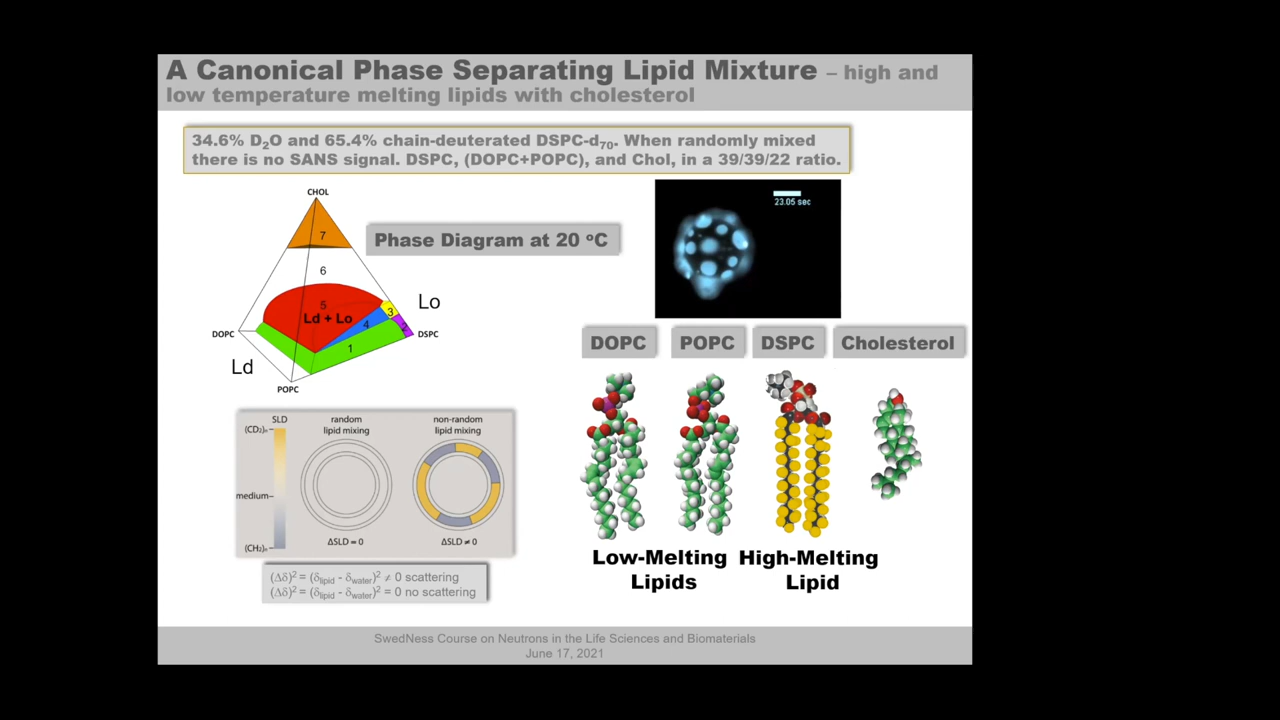 A Canonical Phase Separating Lipid Mixture – high and
low temperature melting lipids with cholesterol
34.6% D₂O and 65.4% chain-deuterated DSPC-d₇₀. When randomly mixed
there is no SANS signal. DSPC, (DOPC+POPC), and Chol, in a 39/39/22 ratio.
CHOL
7
6
5
Ld + Lo
4
3
2
1
DOPC
POPC
DSPC
Ld
Lo
Phase Diagram at 20 °C
23.05 sec
DOPC
POPC
DSPC
Cholesterol
SLD
(CD₂)ₙ
medium
(CH₂)ₙ
random
lipid mixing
ΔSLD = 0
non-random
lipid mixing
ΔSLD ≠ 0
(Δδ)² = (δlipid - δwater)² ≠ 0 scattering
(Δδ)² = (δlipid - δwater)² = 0 no scattering
Low-Melting
Lipids
High-Melting
Lipid
SwedNess Course on Neutrons in the Life Sciences and Biomaterials
June 17, 2021